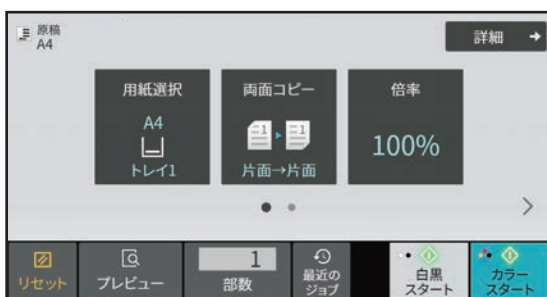 原稿
A4
詳細
用紙選択
A4
トレイ1
両面コピー
1
1
片面→片面
倍率
100%
リセット
プレビュー
1
部数
最近の
ジョブ
白黒
スタート
カラー
スタート